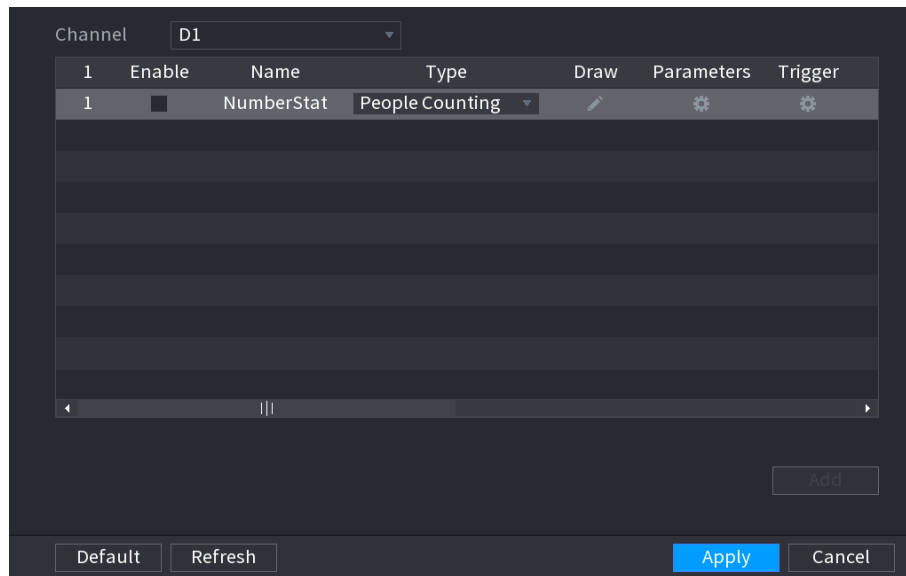 Channel D1
1 Enable Name Type Draw Parameters Trigger
1 NumberStat People Counting
Add
Default Refresh Apply Cancel